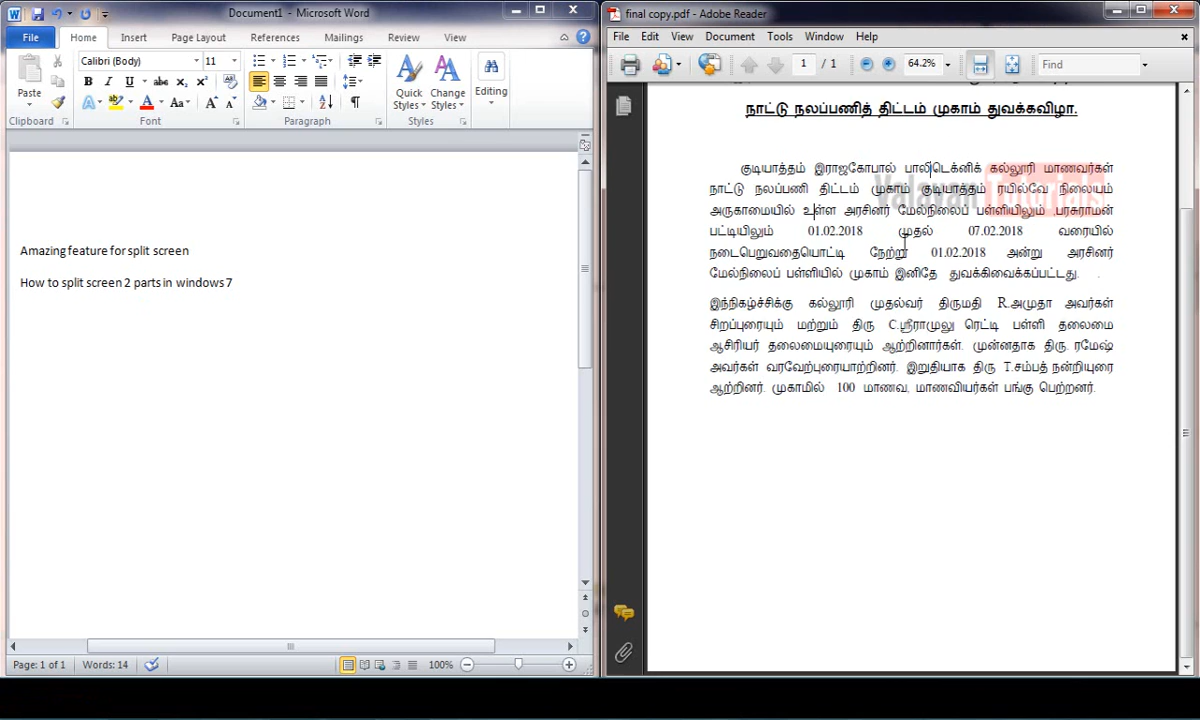 Document1 - Microsoft Word
File Home Insert Page Layout References Mailings Review View
Calibri (Body) 11
Paste
Quick Styles
Change Styles
Editing
Clipboard Font Paragraph Styles
Amazing feature for split screen
How to split screen 2 parts in windows 7
Page: 1 of 1 Words: 14 100%
final copy.pdf - Adobe Reader
File Edit View Document Tools Window Help
1 / 1 64.2% Find
நாட்டு நலப்பணித் திட்டம் முகாம் துவக்கவிழா.
குடியாத்தம் இராஜகோபால் பாலிடெக்னிக் கல்லூரி மாணவர்கள்
நாட்டு நலப்பணி திட்டம் முகாம் குடியாத்தம் ரயில்வே நிலையம்
அருகாமையில் உள்ள அரசினர் மேல்நிலைப் பள்ளியிலும் ,பரசுராமன்
பட்டியிலும் 01.02.2018 முதல் 07.02.2018 வரையில்
நடைபெறுவதையொட்டி நேற்று 01.02.2018 அன்று அரசினர்
மேல்நிலைப் பள்ளியில் முகாம் இனிதே துவக்கிவைக்கப்பட்டது. .
இந்நிகழ்ச்சிக்கு கல்லூரி முதல்வர் திருமதி R.அமுதா அவர்கள்
சிறப்புரையும் மற்றும் திரு C.ஸ்ரீராமுலு ரெட்டி பள்ளி தலைமை
ஆசிரியர் தலைமையுரையும் ஆற்றினார்கள். முன்னதாக திரு. ரமேஷ்
அவர்கள் வரவேற்புரையாற்றினர். இறுதியாக திரு T.சம்பத் நன்றியுரை
ஆற்றினர். முகாமில் 100 மாணவ, மாணவியர்கள் பங்கு பெற்றனர்.
Valayan Tutorials